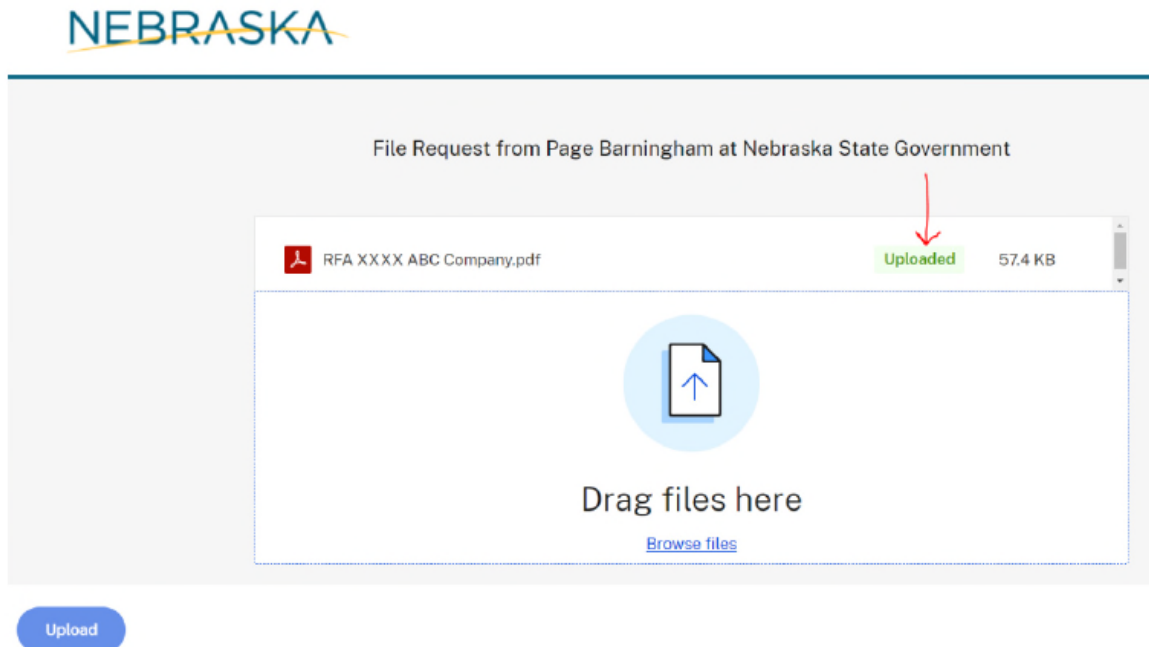 NEBRASKA
File Request from Page Barningham at Nebraska State Government
RFA XXXX ABC Company.pdf Uploaded 57.4 KB
Drag files here
Browse files
Upload